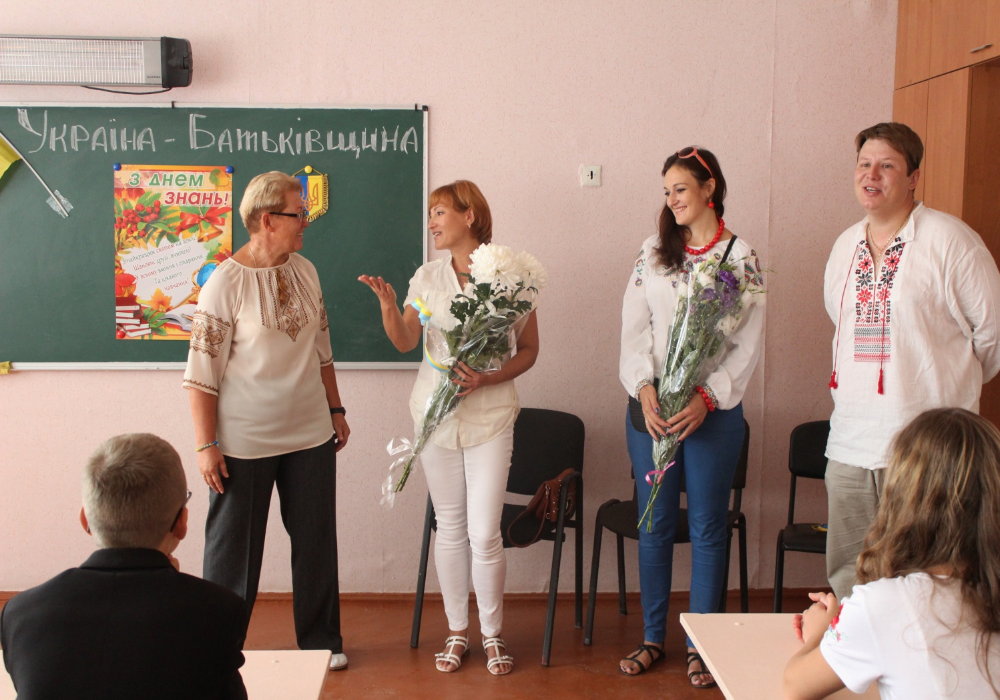 Україна - Батьківщина
З ДНЕМ
ЗНАНЬ!
З найкращим святом на землі
Шановні друзі, вчителі!
У всьому вміння і старання
Та цікавого
навчання!